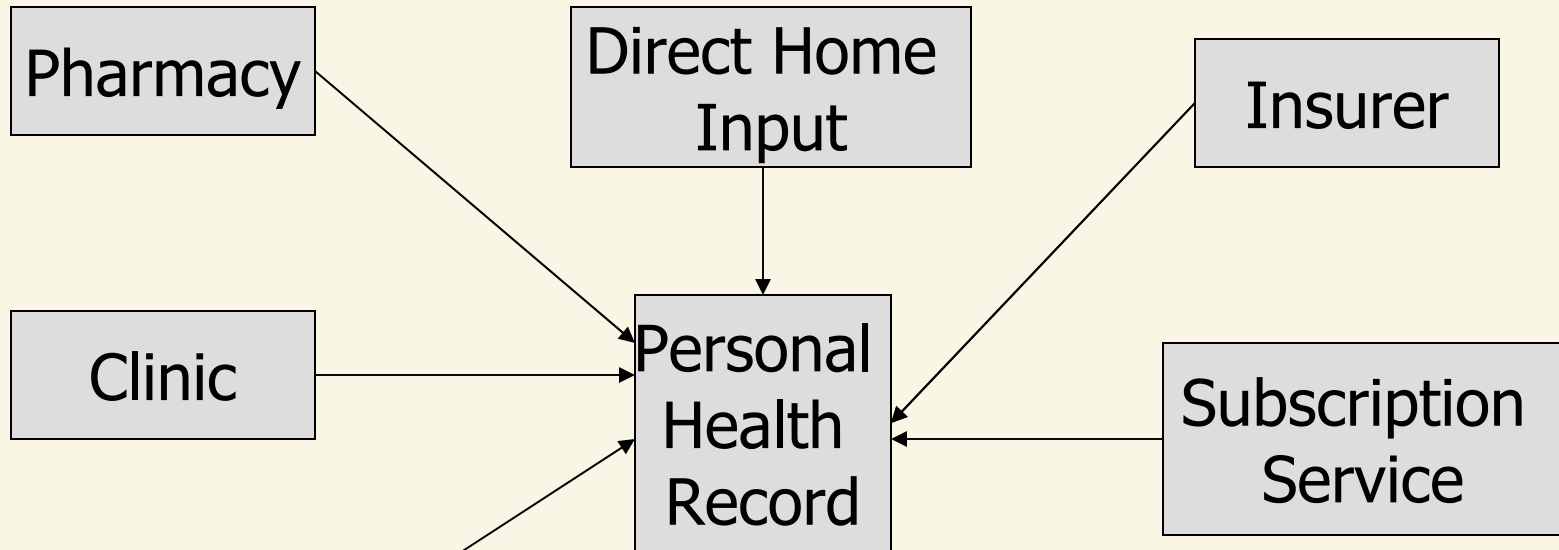 Pharmacy
Direct Home
Input
Insurer
Clinic
Personal
Health
Record
Subscription
Service